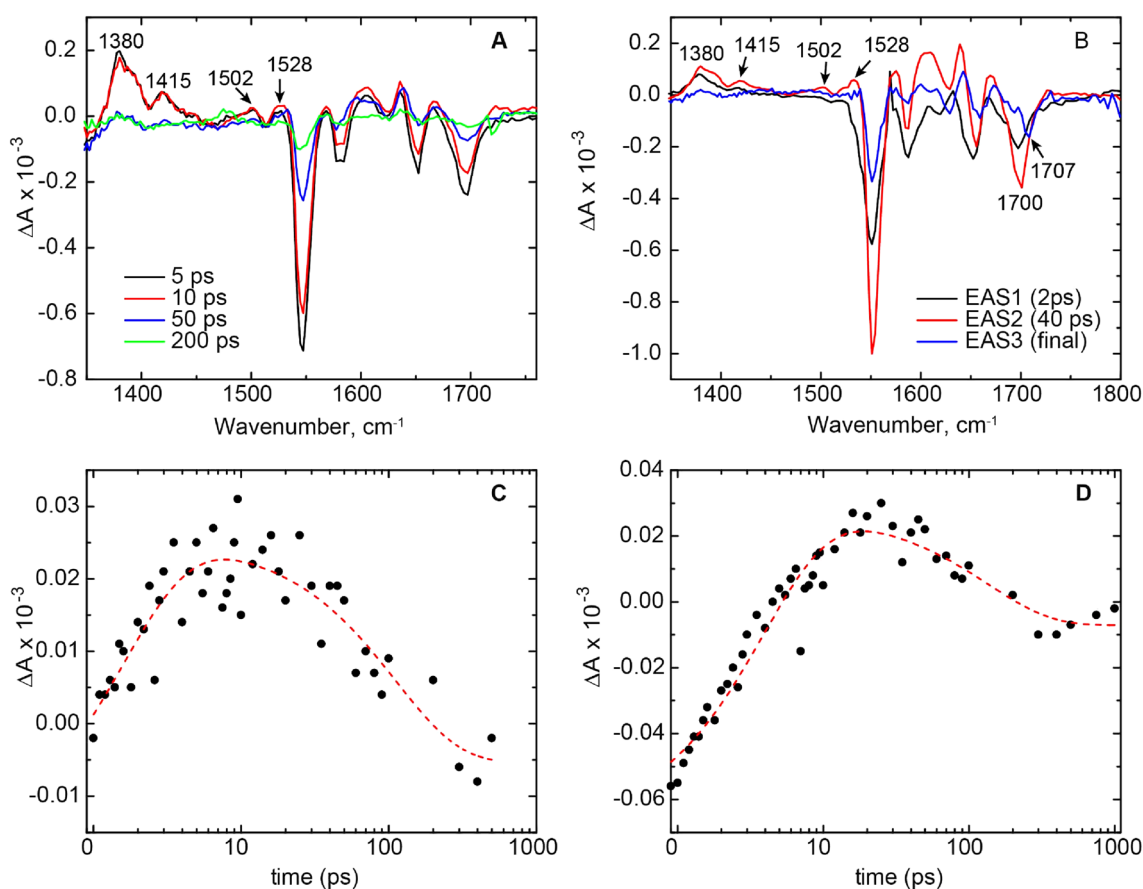 A
0.2
0.0
-0.2
-0.4
-0.6
-0.8
ΔA x 10⁻³
1380
1415
1502
1528
5 ps
10 ps
50 ps
200 ps
1400 1500 1600 1700
Wavenumber, cm⁻¹
B
0.2
0.0
-0.2
-0.4
-0.6
-0.8
-1.0
ΔA x 10⁻³
1380
1415
1502
1528
1707
1700
EAS1 (2ps)
EAS2 (40 ps)
EAS3 (final)
1400 1500 1600 1700 1800
Wavenumber, cm⁻¹
C
0.03
0.02
0.01
0.00
-0.01
ΔA x 10⁻³
0 10 100 1000
time (ps)
D
0.04
0.02
0.00
-0.02
-0.04
-0.06
ΔA x 10⁻³
0 10 100 1000
time (ps)